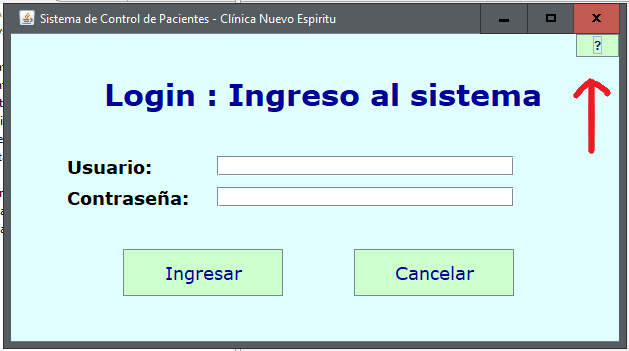 Sistema de Control de Pacientes - Clínica Nuevo Espiritu
?
Login : Ingreso al sistema
Usuario:
Contraseña:
Ingresar Cancelar